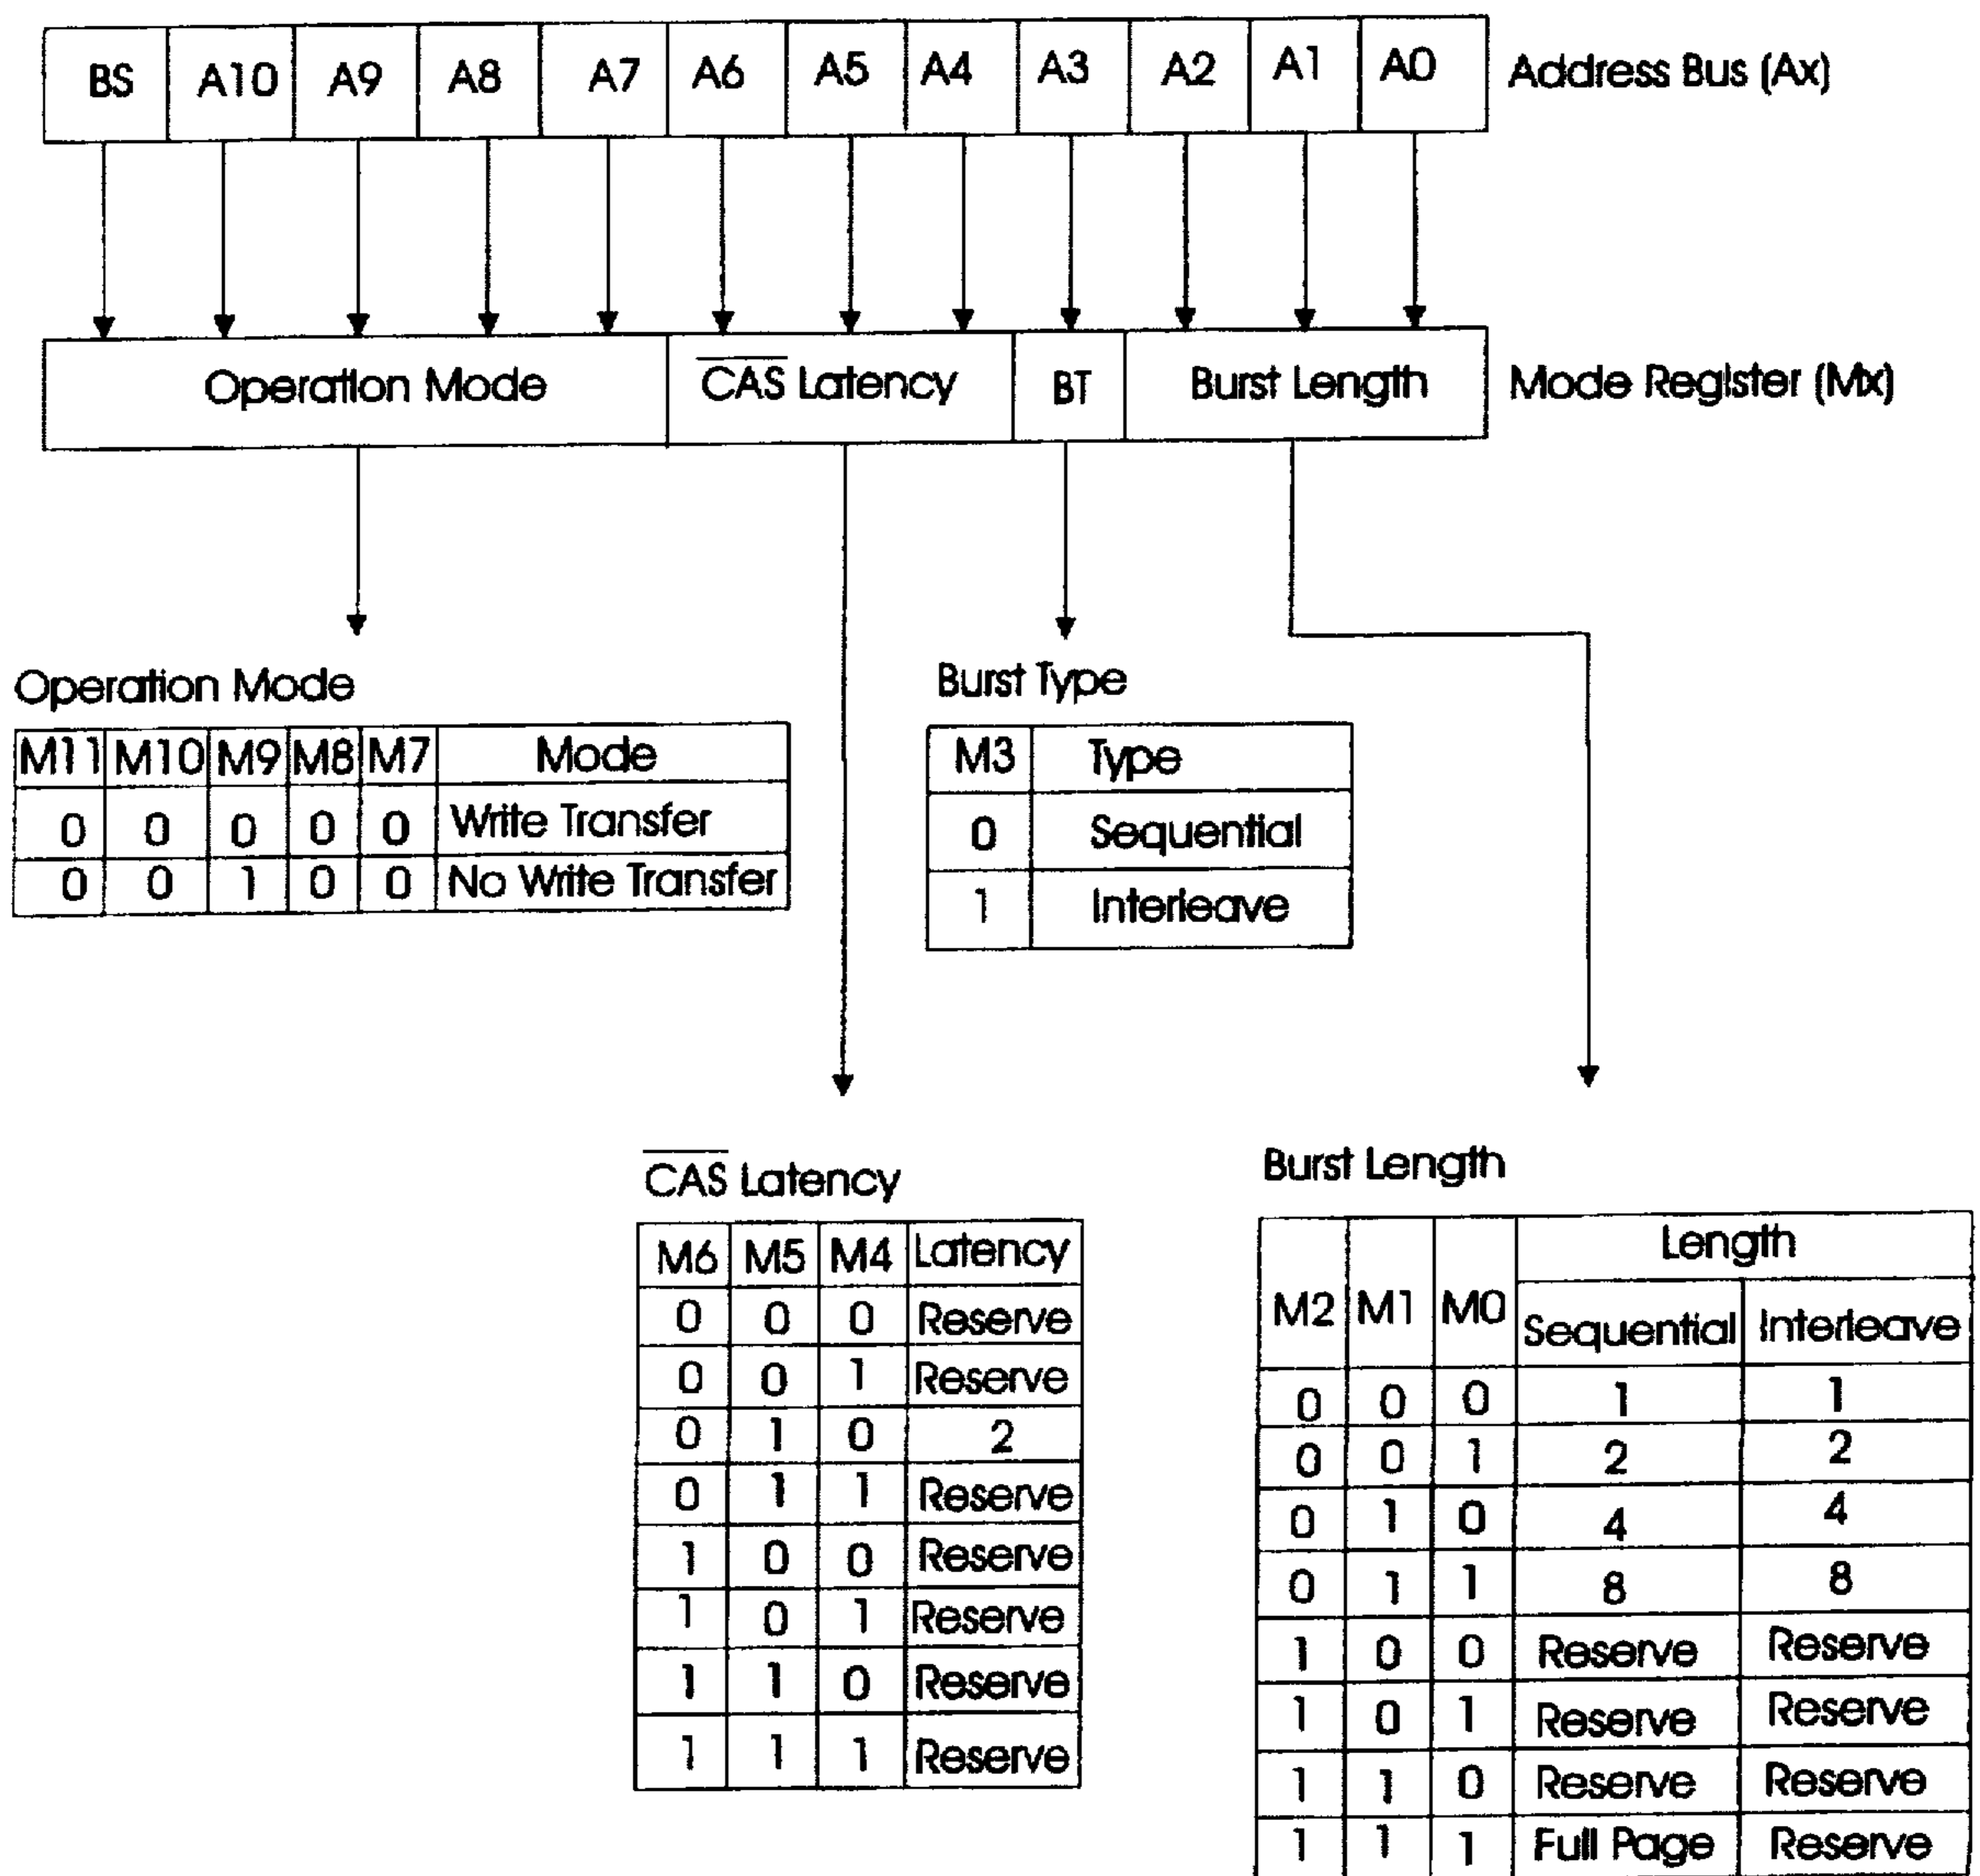 BS A10 A9 A8 A7 A6 A5 A4 A3 A2 A1 A0 Address Bus (Ax)
Operation Mode CAS Latency BT Burst Length Mode Register (Mx)
Operation Mode
M11 M10 M9 M8 M7 Mode
0 0 0 0 0 Write Transfer
0 0 1 0 0 No Write Transfer
Burst Type
M3 Type
0 Sequential
1 Interleave
CAS Latency
M6 M5 M4 Latency
0 0 0 Reserve
0 0 1 Reserve
0 1 0 2
0 1 1 Reserve
1 0 0 Reserve
1 0 1 Reserve
1 1 0 Reserve
1 1 1 Reserve
Burst Length
Length
M2 M1 M0 Sequential Interleave
0 0 0 1 1
0 0 1 2 2
0 1 0 4 4
0 1 1 8 8
1 0 0 Reserve Reserve
1 0 1 Reserve Reserve
1 1 0 Reserve Reserve
1 1 1 Full Page Reserve